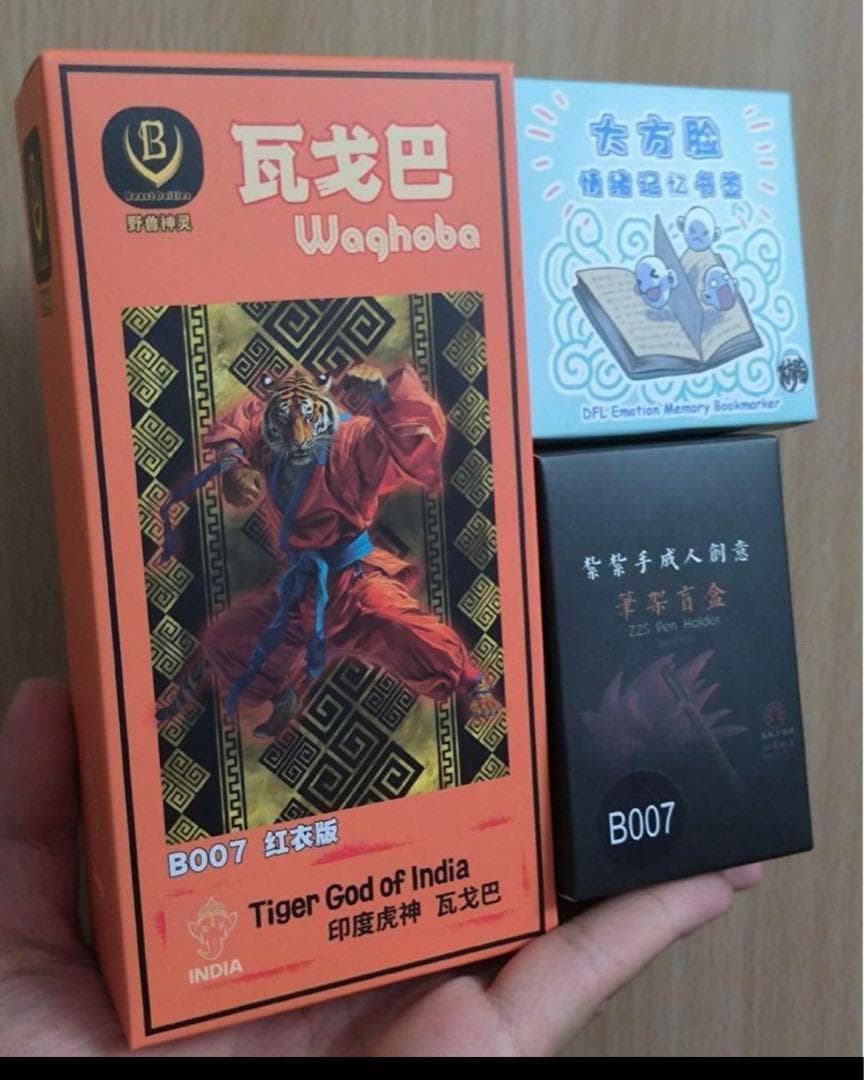 B
Beast Deities
野兽神灵
瓦戈巴
Waghoba
B007 红衣版
Tiger God of India
印度虎神 瓦戈巴
INDIA
大方脸
情绪记忆书签
DFL Emotion Memory Bookmarker
紮紮手成人創意
筆架盲盒
ZZS Pen Holder
B007